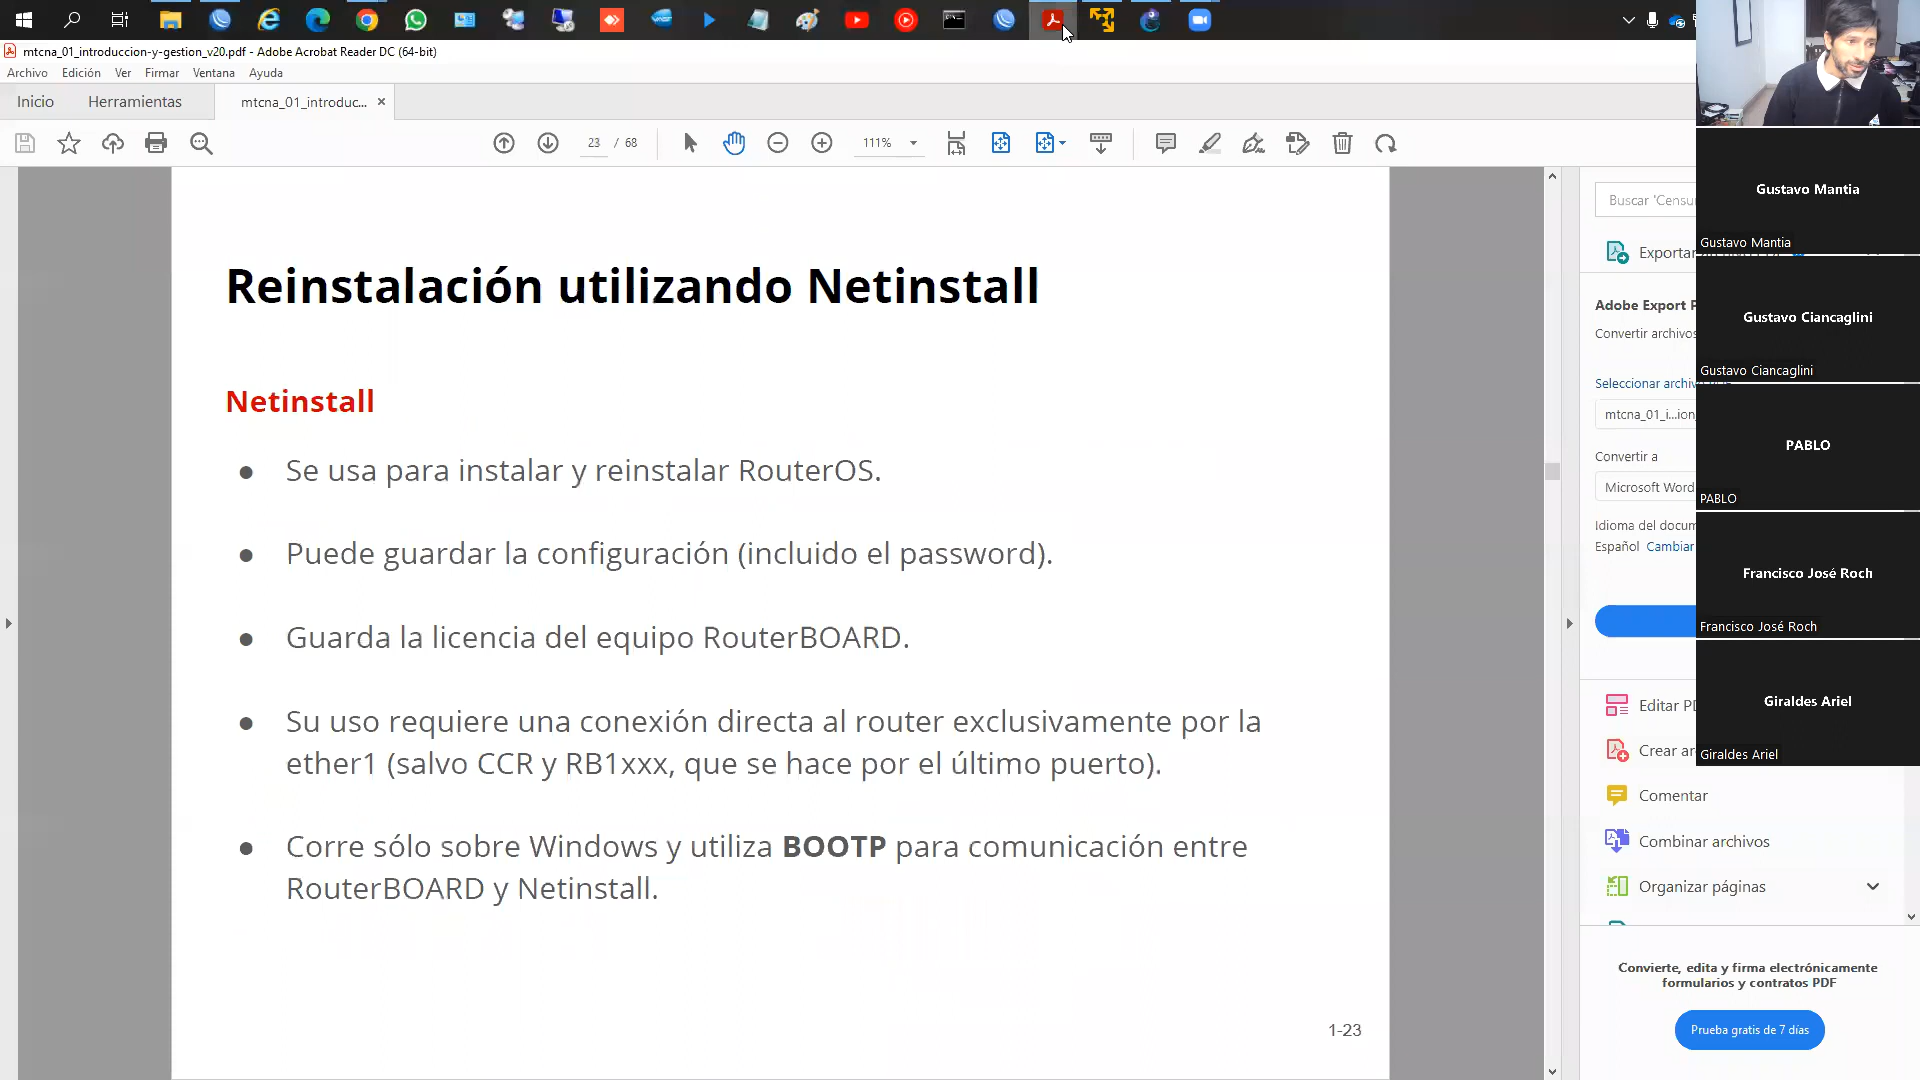 mtcna_01_introduccion-y-gestion_v20.pdf - Adobe Acrobat Reader DC (64-bit)
Archivo Edición Ver Firmar Ventana Ayuda
Inicio Herramientas mtcna_01_introduc... ×
23 / 68 111%
Reinstalación utilizando Netinstall
Netinstall
● Se usa para instalar y reinstalar RouterOS.
● Puede guardar la configuración (incluido el password).
● Guarda la licencia del equipo RouterBOARD.
● Su uso requiere una conexión directa al router exclusivamente por la
ether1 (salvo CCR y RB1xxx, que se hace por el último puerto).
● Corre sólo sobre Windows y utiliza BOOTP para comunicación entre
RouterBOARD y Netinstall.
1-23
Buscar 'Censu
Exportar
Adobe Export P
Convertir archivos
Seleccionar archiv
mtcna_01_i...ion_
Convertir a
Microsoft Word
Idioma del docum
Español Cambiar
Editar PD
Crear ar
Comentar
Combinar archivos
Organizar páginas
Convierte, edita y firma electrónicamente
formularios y contratos PDF
Prueba gratis de 7 días
Gustavo Mantia
Gustavo Mantia
Gustavo Ciancaglini
Gustavo Ciancaglini
PABLO
PABLO
Francisco José Roch
Francisco José Roch
Giraldes Ariel
Giraldes Ariel